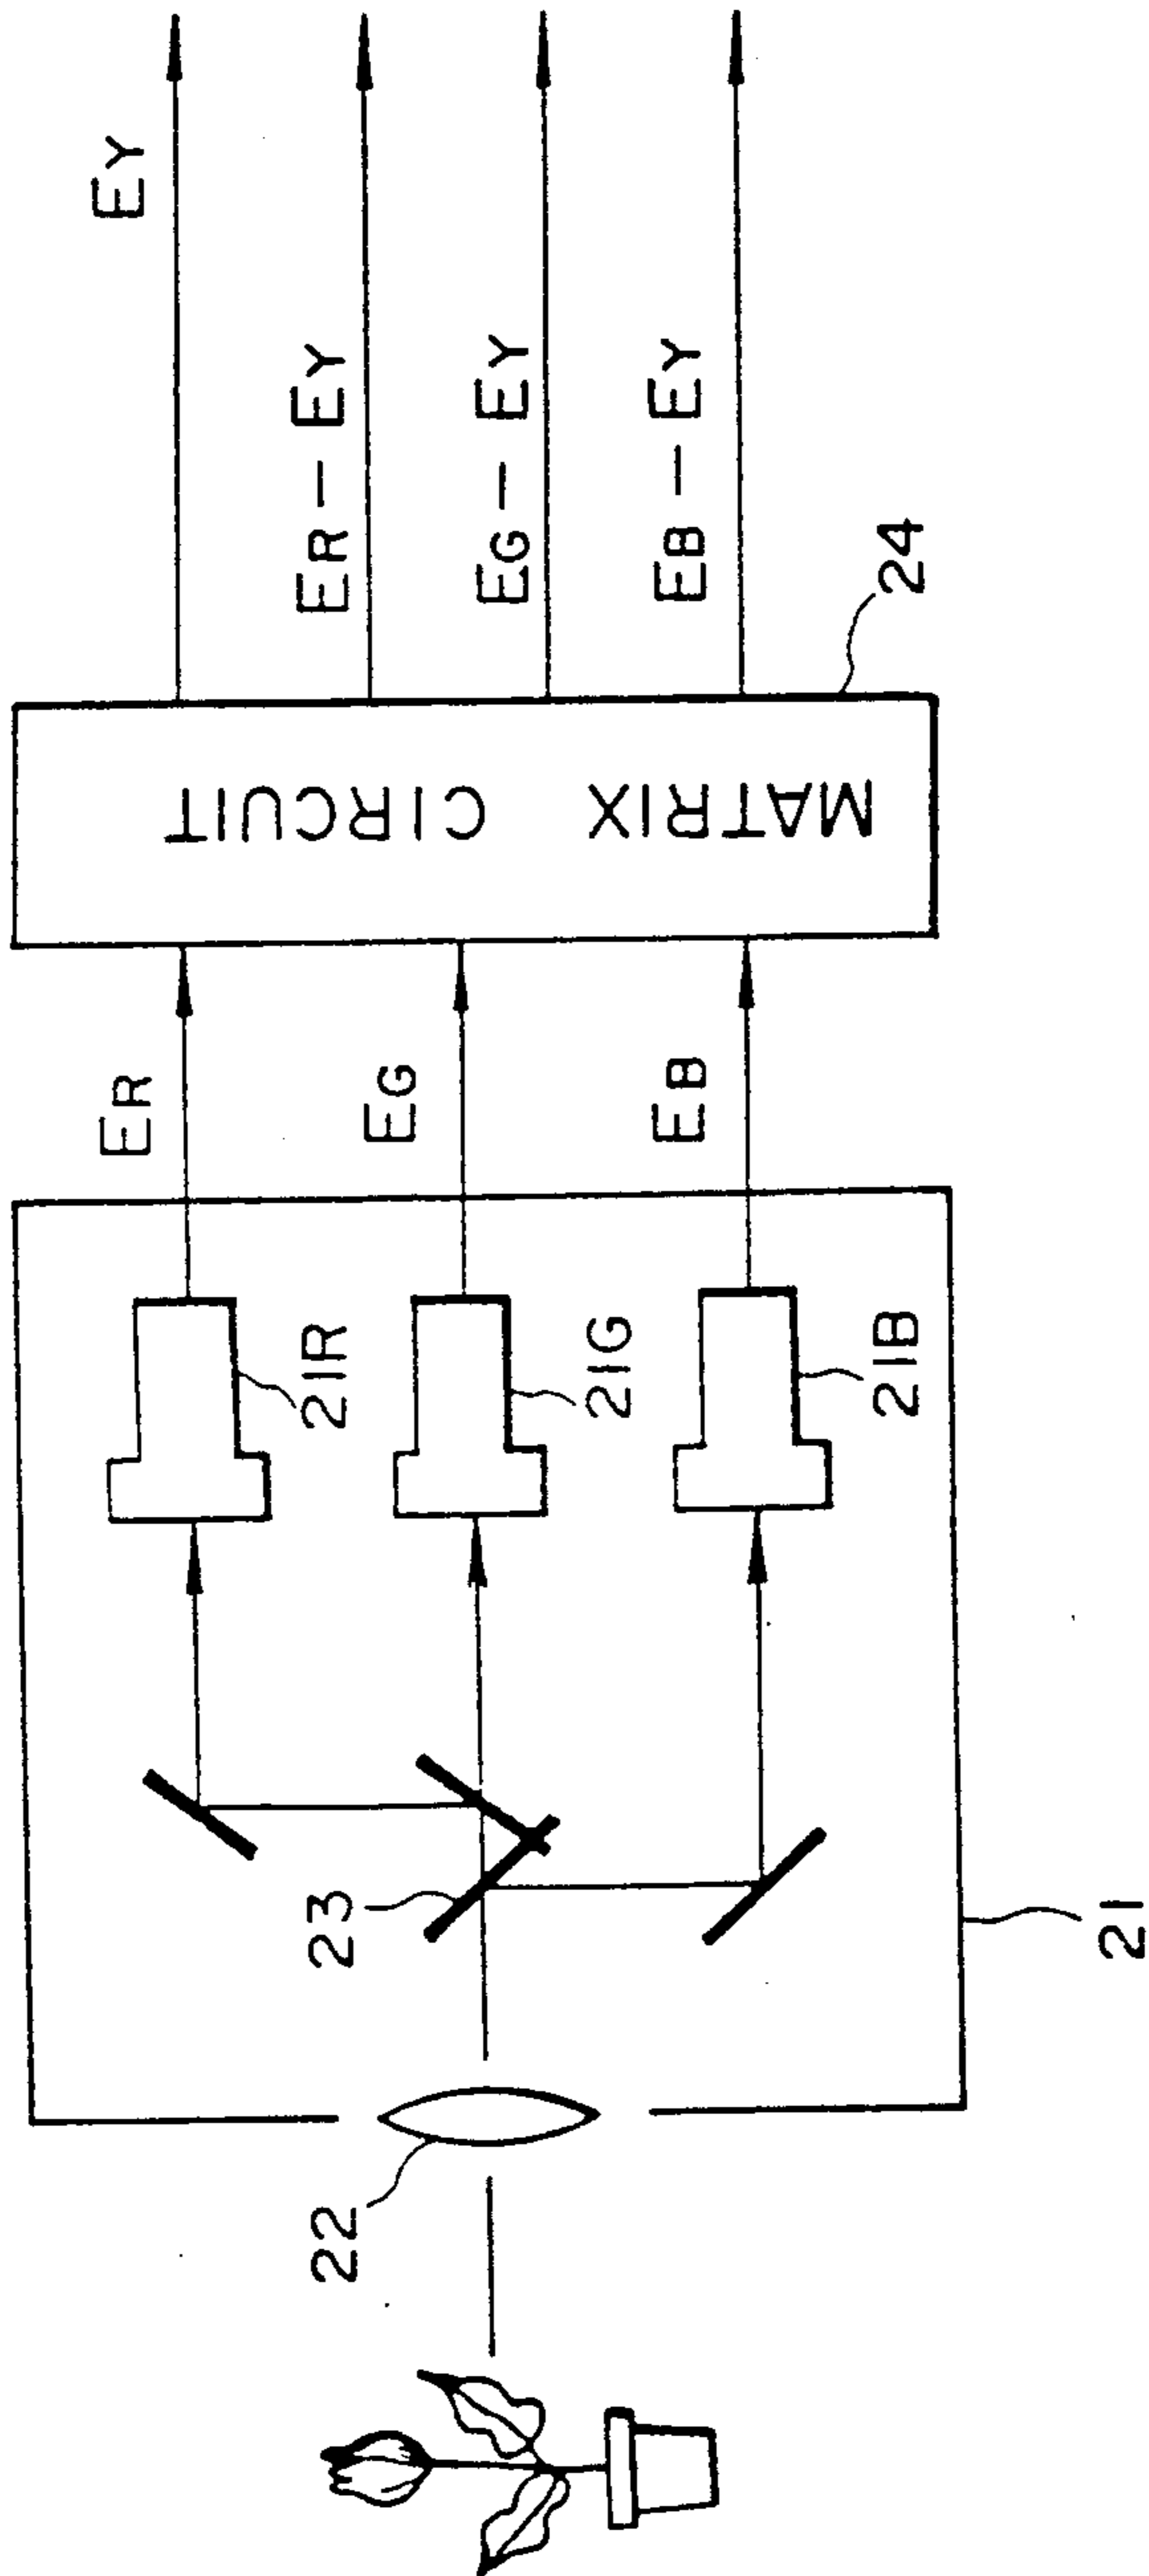 EY
ER-EY
EG-EY
EB-EY
24
MATRIX CIRCUIT
ER
EG
EB
21R
21G
21B
23
22
21